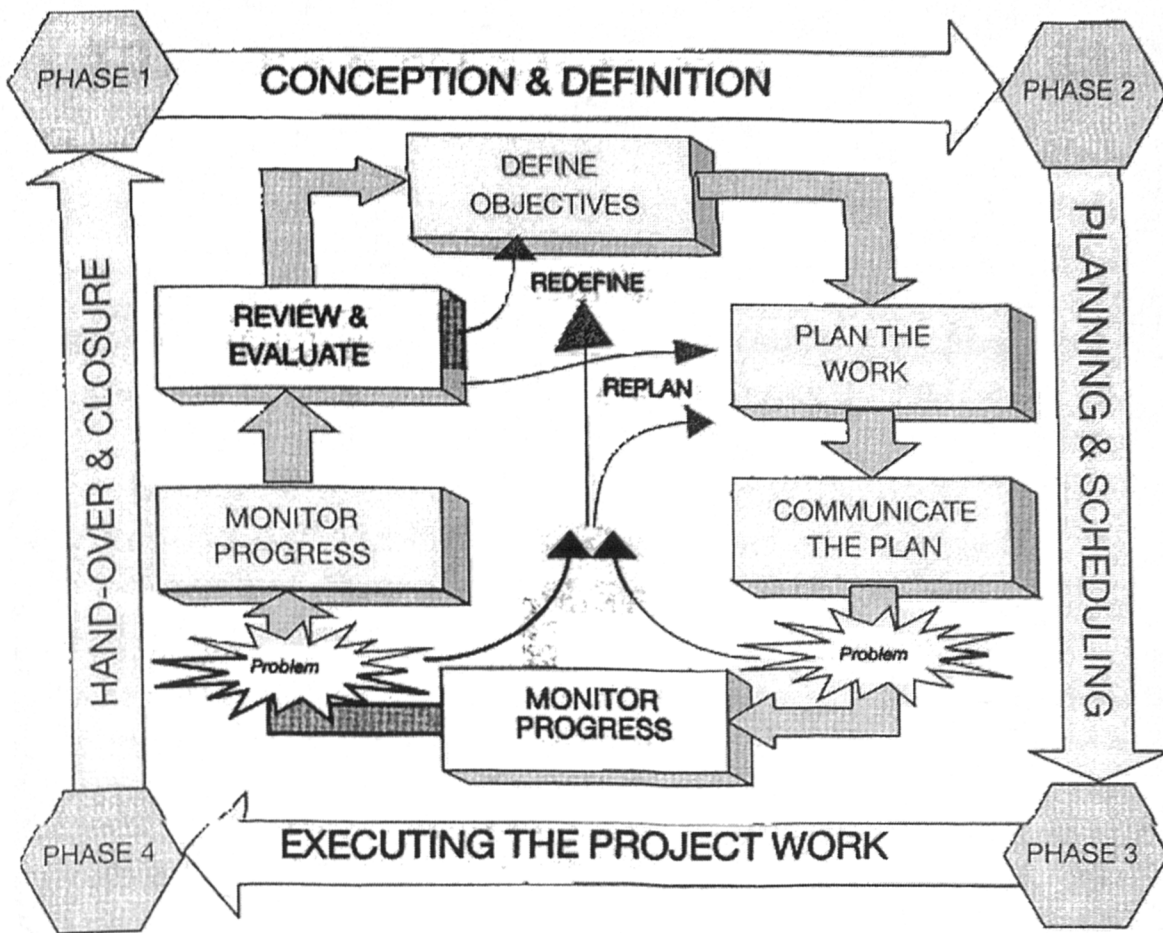 PHASE 1
CONCEPTION & DEFINITION
PHASE 2
DEFINE
OBJECTIVES
REDEFINE
REVIEW &
EVALUATE
PLAN THE
WORK
REPLAN
MONITOR
PROGRESS
COMMUNICATE
THE PLAN
Problem
Problem
MONITOR
PROGRESS
HAND-OVER & CLOSURE
PLANNING & SCHEDULING
PHASE 4
EXECUTING THE PROJECT WORK
PHASE 3